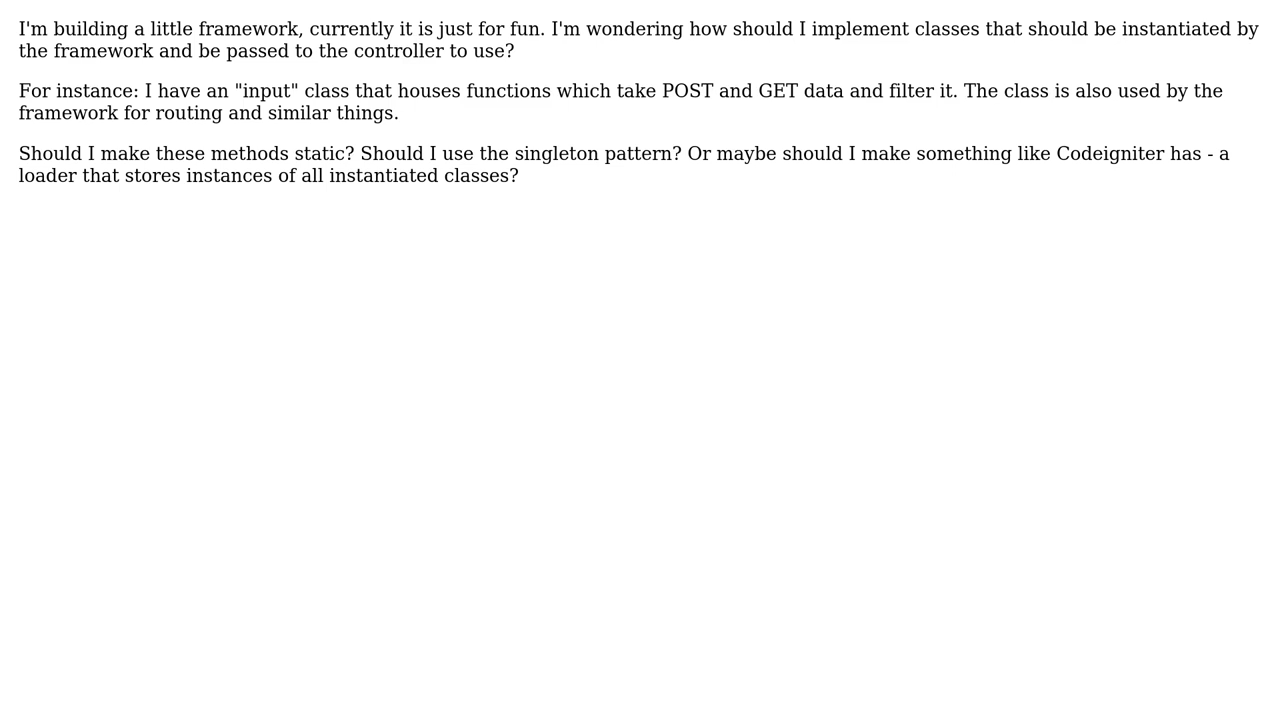 I'm building a little framework, currently it is just for fun. I'm wondering how should I implement classes that should be instantiated by
the framework and be passed to the controller to use?
For instance: I have an "input" class that houses functions which take POST and GET data and filter it. The class is also used by the
framework for routing and similar things.
Should I make these methods static? Should I use the singleton pattern? Or maybe should I make something like Codeigniter has - a
loader that stores instances of all instantiated classes?